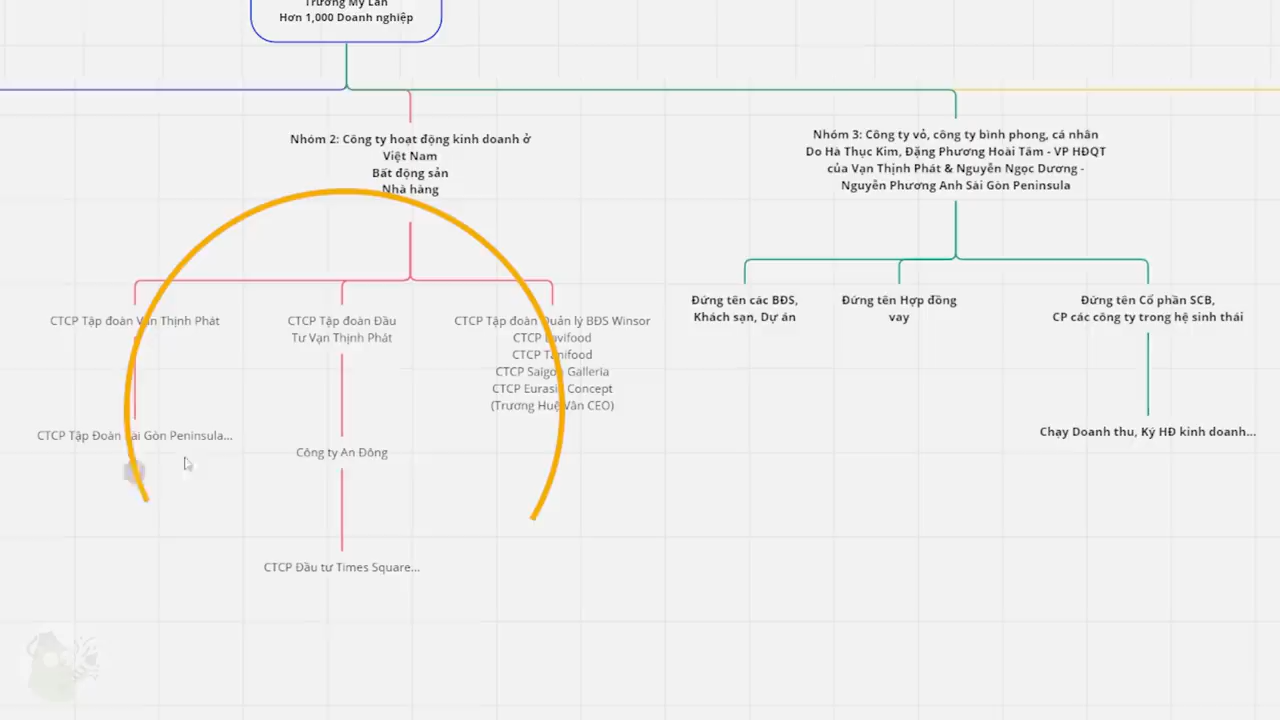 Trương Mỹ Lan
Hơn 1,000 Doanh nghiệp
Nhóm 2: Công ty hoạt động kinh doanh ở
Việt Nam
Bất động sản
Nhà hàng
CTCP Tập đoàn Vạn Thịnh Phát
CTCP Tập Đoàn Sài Gòn Peninsula...
CTCP Tập đoàn Đầu
Tư Vạn Thịnh Phát
Công ty An Đông
CTCP Đầu tư Times Square...
CTCP Tập đoàn Quản lý BĐS Winsor
CTCP Lavifood
CTCP Tanifood
CTCP Saigon Galleria
CTCP Eurasia Concept
(Trương Huệ Vân CEO)
Nhóm 3: Công ty vỏ, công ty bình phong, cá nhân
Do Hà Thục Kim, Đặng Phương Hoài Tâm - VP HĐQT
của Vạn Thịnh Phát & Nguyễn Ngọc Dương -
Nguyễn Phương Anh Sài Gòn Peninsula
Đứng tên các BĐS,
Khách sạn, Dự án
Đứng tên Hợp đồng
vay
Đứng tên Cổ phần SCB,
CP các công ty trong hệ sinh thái
Chạy Doanh thu, Ký HĐ kinh doanh...